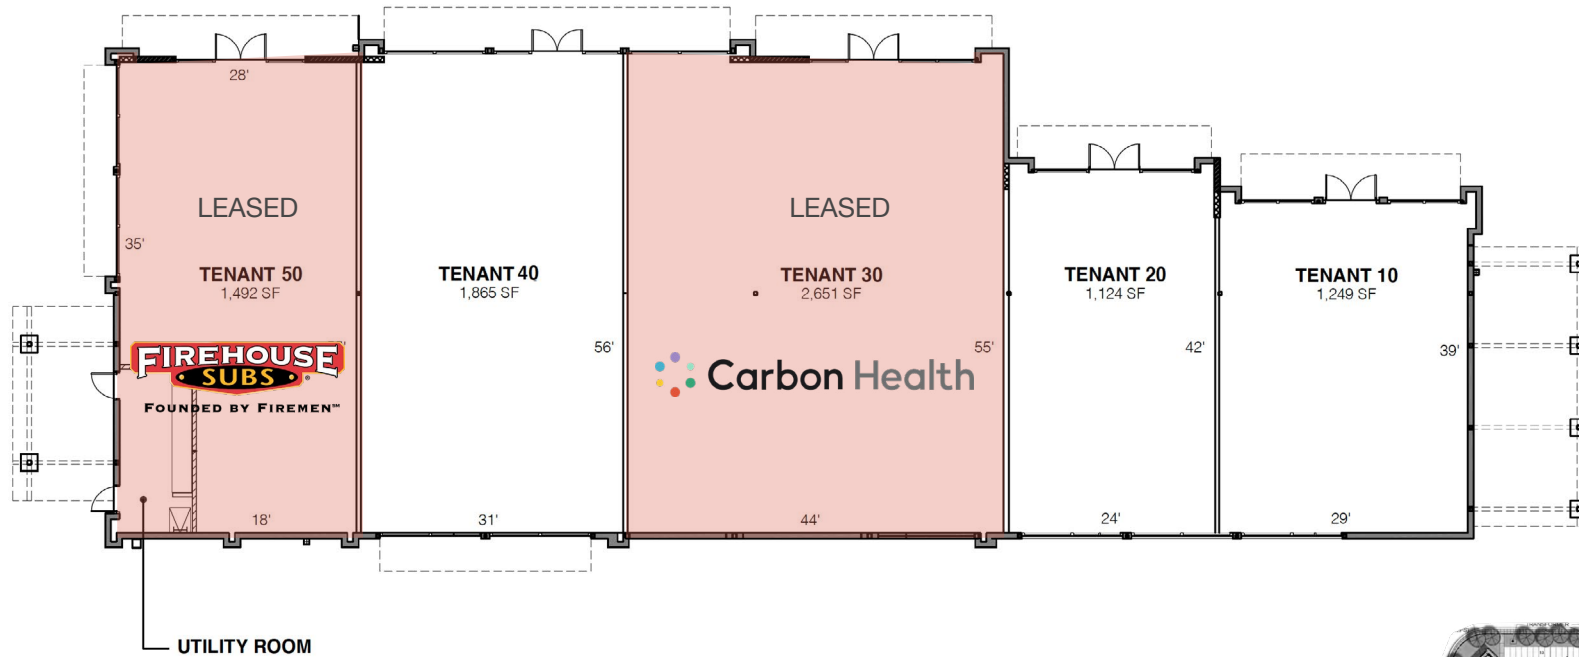 28'
LEASED
LEASED
35'
TENANT 50
1,492 SF
TENANT 40
1,865 SF
TENANT 30
2,651 SF
TENANT 20
1,124 SF
TENANT 10
1,249 SF
FIREHOUSE
SUBS
®
FOUNDED BY FIREMEN℠
56'
Carbon Health
55'
42'
39'
18'
31'
44'
24'
29'
UTILITY ROOM